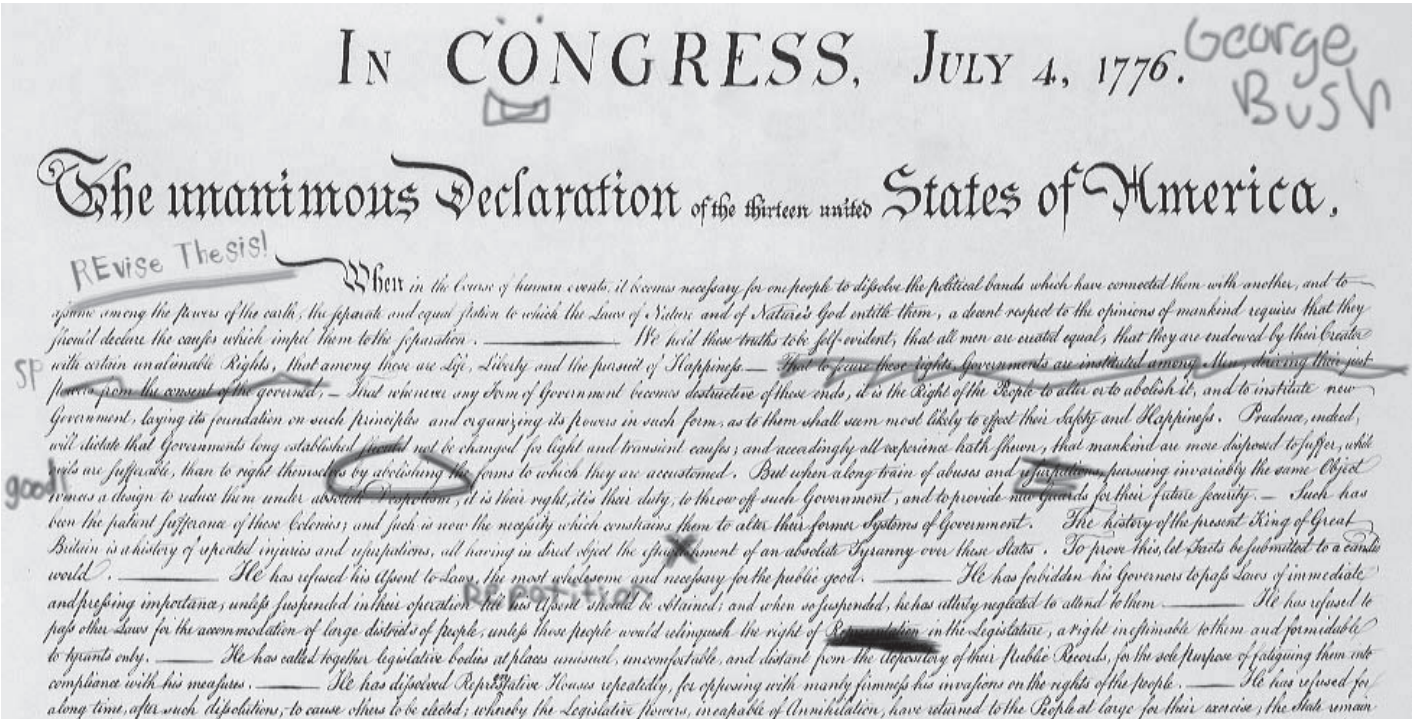 IN CONGRESS, JULY 4, 1776.
George
Bush
The unanimous Declaration of the thirteen united States of America,
REvise Thesis!
When in the Course of human events, it becomes necessary for one people to dissolve the political bands which have connected them with another, and to
assume among the powers of the earth, the separate and equal station to which the Laws of Nature and of Nature's God entitle them, a decent respect to the opinions of mankind requires that they
should declare the causes which impel them to the separation. ——— We hold these truths to be self-evident, that all men are created equal, that they are endowed by their Creator
with certain unalienable Rights, that among these are Life, Liberty and the pursuit of Happiness.— That to secure these rights, Governments are instituted among Men, deriving their just
SP
powers from the consent of the governed, — That whenever any Form of Government becomes destructive of these ends, it is the Right of the People to alter or to abolish it, and to institute new
Government, laying its foundation on such principles and organizing its powers in such form, as to them shall seem most likely to effect their Safety and Happiness. Prudence, indeed,
will dictate that Governments long established should not be changed for light and transient causes; and accordingly all experience hath shewn, that mankind are more disposed to suffer, while
evils are sufferable, than to right themselves by abolishing the forms to which they are accustomed. But when a long train of abuses and usurpations, pursuing invariably the same Object
good!
evinces a design to reduce them under absolute Despotism, it is their right, it is their duty, to throw off such Government, and to provide new Guards for their future security. — Such has
been the patient sufferance of these Colonies; and such is now the necessity which constrains them to alter their former Systems of Government. The history of the present King of Great
Britain is a history of repeated injuries and usurpations, all having in direct object the establishment of an absolute Tyranny over these States. To prove this, let Facts be submitted to a candid
world. ——— He has refused his Assent to Laws, the most wholesome and necessary for the public good. ——— He has forbidden his Governors to pass Laws of immediate
REpatition
and pressing importance, unless suspended in their operation till his Assent should be obtained; and when so suspended, he has utterly neglected to attend to them. ——— He has refused to
pass other Laws for the accommodation of large districts of people, unless those people would relinquish the right of in the Legislature, a right inestimable to them and formidable
to tyrants only. ——— He has called together legislative bodies at places unusual, uncomfortable, and distant from the depository of their Public Records, for the sole purpose of fatiguing them into
compliance with his measures. ——— He has dissolved Representative Houses repeatedly, for opposing with manly firmness his invasions on the rights of the people. ——— He has refused for
a long time, after such dissolutions, to cause others to be elected; whereby the Legislative powers, incapable of Annihilation, have returned to the People at large for their exercise; the State remain